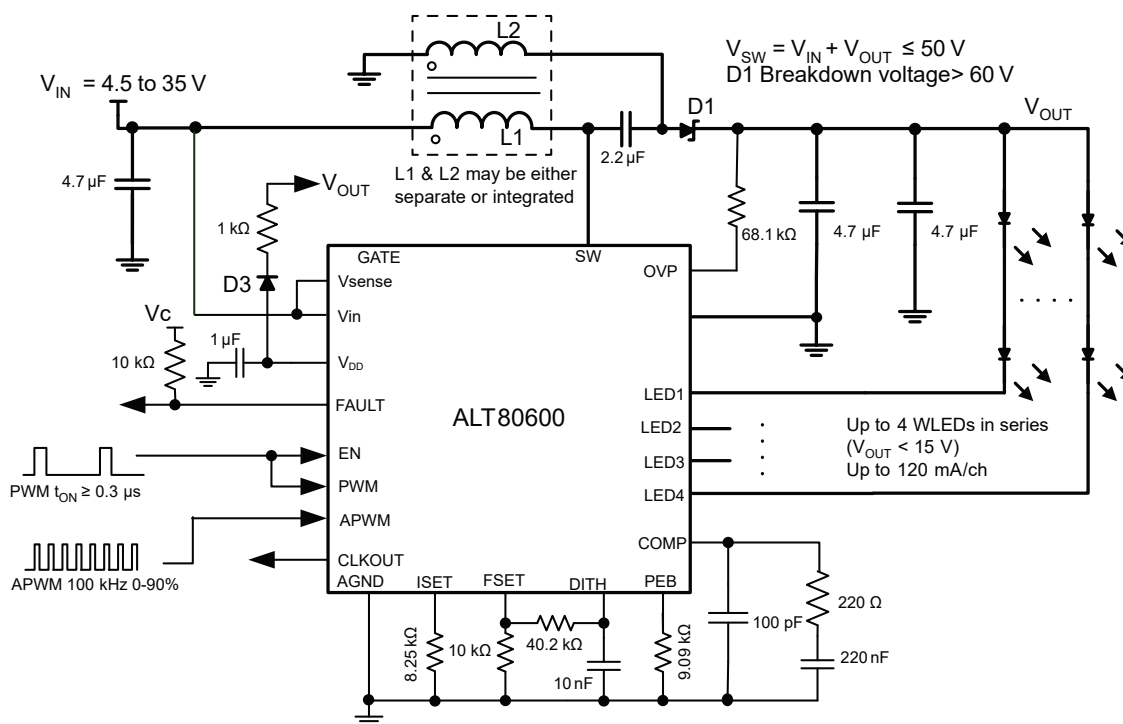 L2
V_SW = V_IN + V_OUT ≤ 50 V
D1 Breakdown voltage> 60 V
V_IN = 4.5 to 35 V
L1
D1
V_OUT
2.2 µF
4.7 µF
L1 & L2 may be either
separate or integrated
V_OUT
1 kΩ
68.1 kΩ
4.7 µF
4.7 µF
GATE
SW
OVP
D3
Vsense
Vin
Vc
1 µF
10 kΩ
V_DD
FAULT
ALT80600
LED1
LED2
LED3
LED4
Up to 4 WLEDs in series
(V_OUT < 15 V)
Up to 120 mA/ch
EN
PWM
PWM t_ON ≥ 0.3 µs
APWM
CLKOUT
APWM 100 kHz 0-90%
COMP
AGND
ISET
FSET
DITH
PEB
8.25 kΩ
10 kΩ
40.2 kΩ
10 nF
9.09 kΩ
100 pF
220 Ω
220 nF